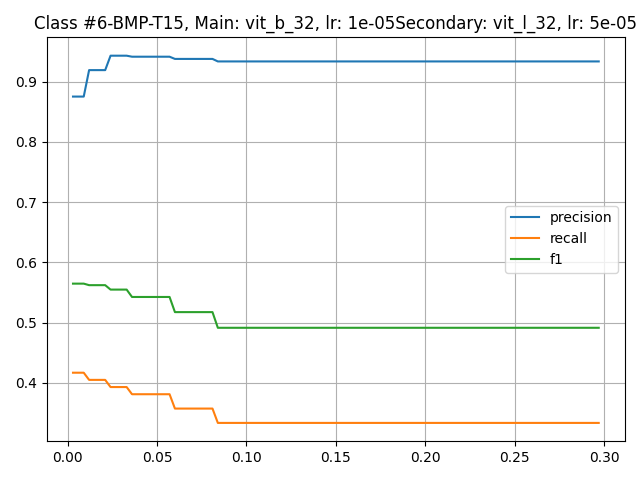 Class #6-BMP-T15, Main: vit_b_32, lr: 1e-05Secondary: vit_l_32, lr: 5e-05
0.9
0.8
0.7
0.6
0.5
0.4
precision
recall
f1
0.00 0.05 0.10 0.15 0.20 0.25 0.30